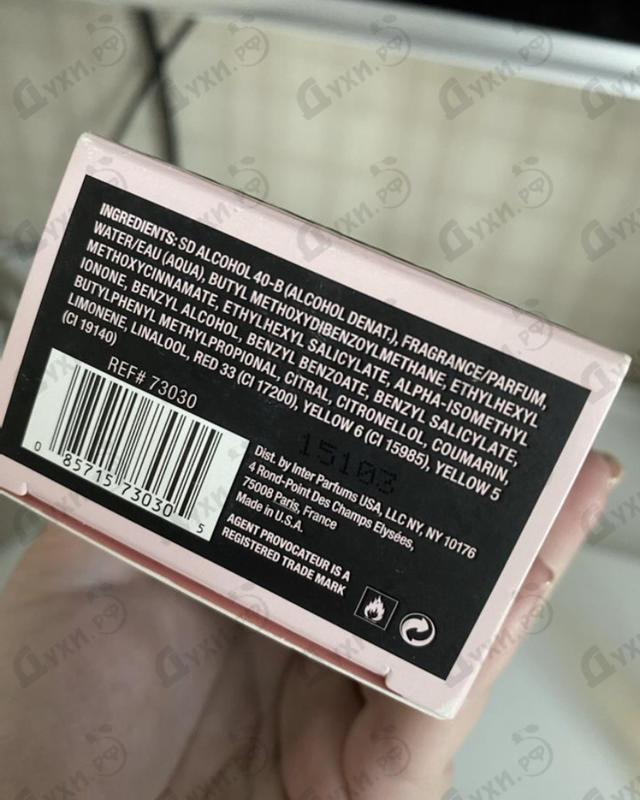 INGREDIENTS: SD ALCOHOL 40-B (ALCOHOL DENAT.), FRAGRANCE/PARFUM,
WATER/EAU (AQUA), BUTYL METHOXYDIBENZOYLMETHANE, ETHYLHEXYL
METHOXYCINNAMATE, ETHYLHEXYL SALICYLATE, ALPHA-ISOMETHYL
IONONE, BENZYL ALCOHOL, BENZYL BENZOATE, BENZYL SALICYLATE,
BUTYLPHENYL METHYLPROPIONAL, CITRAL, CITRONELLOL, COUMARIN,
LIMONENE, LINALOOL, RED 33 (CI 17200), YELLOW 6 (CI 15985), YELLOW 5
(CI 19140)
REF# 73030
0 85715 73030 5
15103
Dist. by Inter Parfums USA, LLC NY, NY 10176
4 Rond-Point Des Champs Elysées,
75008 Paris, France
Made in U.S.A.
AGENT PROVOCATEUR IS A
REGISTERED TRADE MARK
Духи.РФ